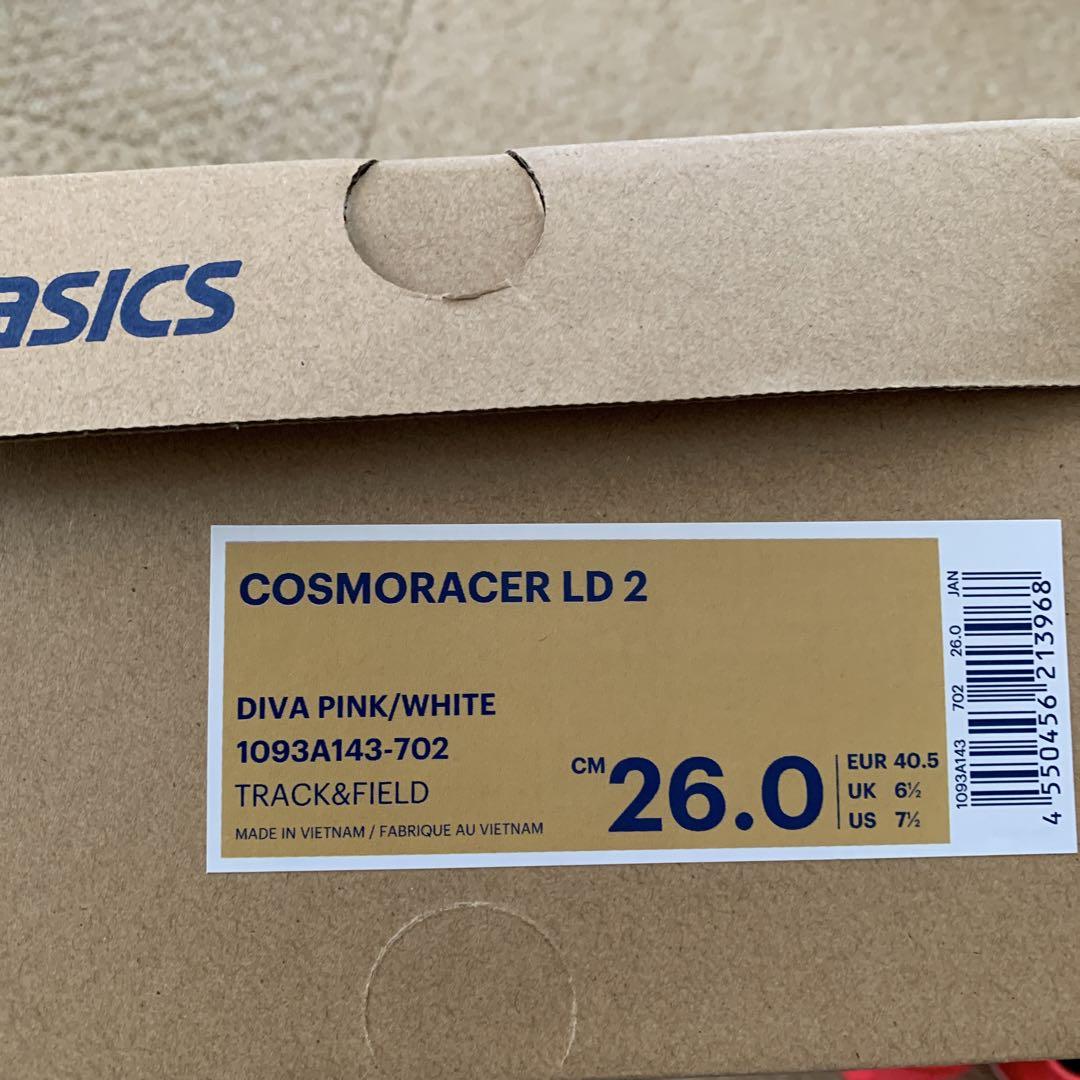 asics
COSMORACER LD 2
DIVA PINK/WHITE
1093A143-702
TRACK&FIELD
MADE IN VIETNAM / FABRIQUE AU VIETNAM
CM 26.0
EUR 40.5
UK 6½
US 7½
1093A143 702 26.0 JAN
4 550456 213968